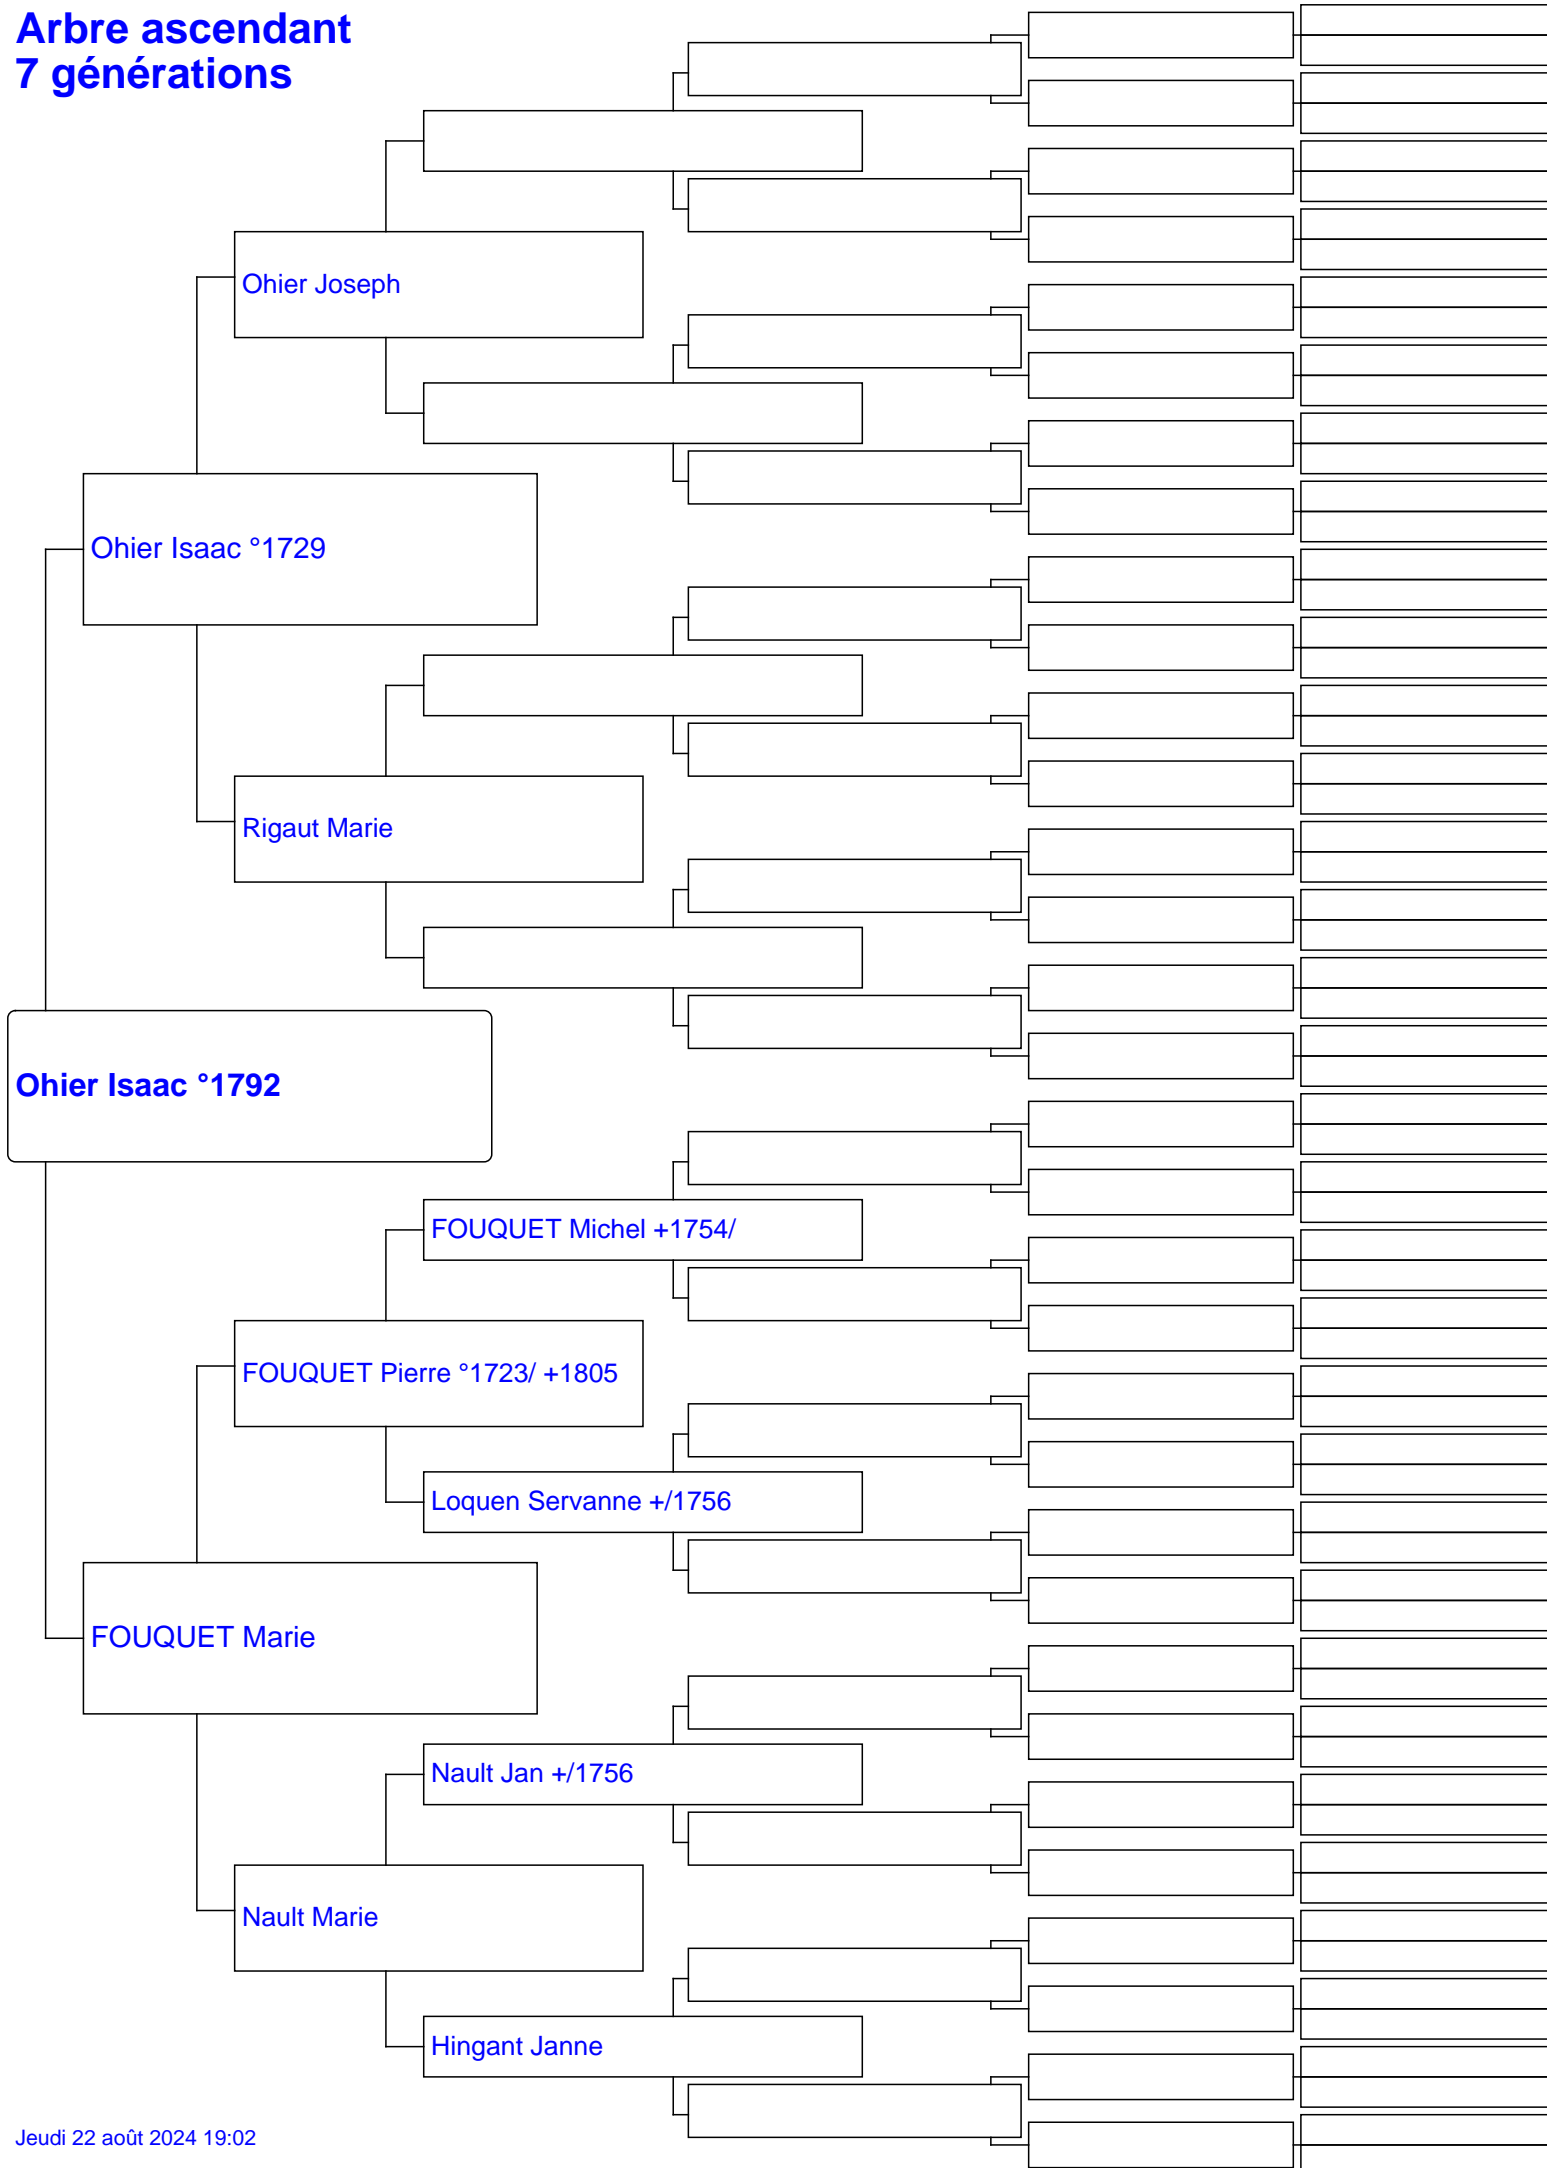 Arbre ascendant
7 générations
Ohier Joseph
Ohier Isaac °1729
Rigaut Marie
Ohier Isaac °1792
FOUQUET Michel +1754/
FOUQUET Pierre °1723/ +1805
Loquen Servanne +/1756
FOUQUET Marie
Nault Jan +/1756
Nault Marie
Hingant Janne
Jeudi 22 août 2024 19:02